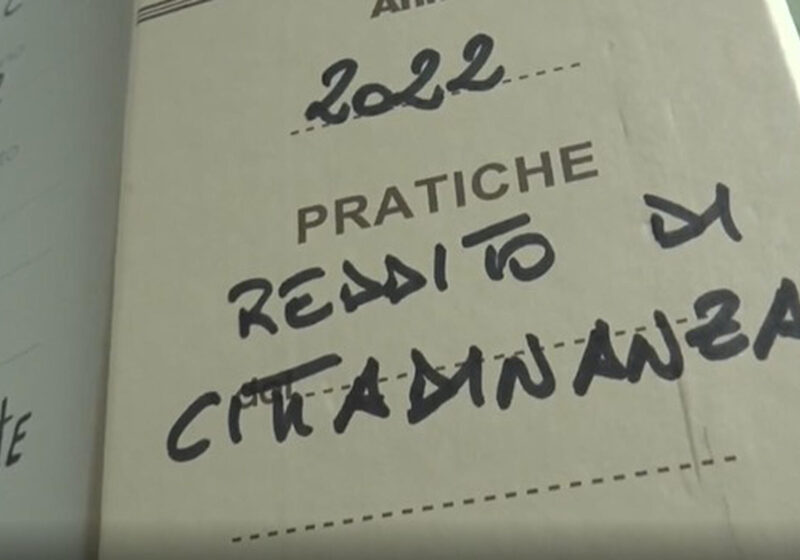 2022
PRATICHE
REDDITO DI
CITTADINANZA